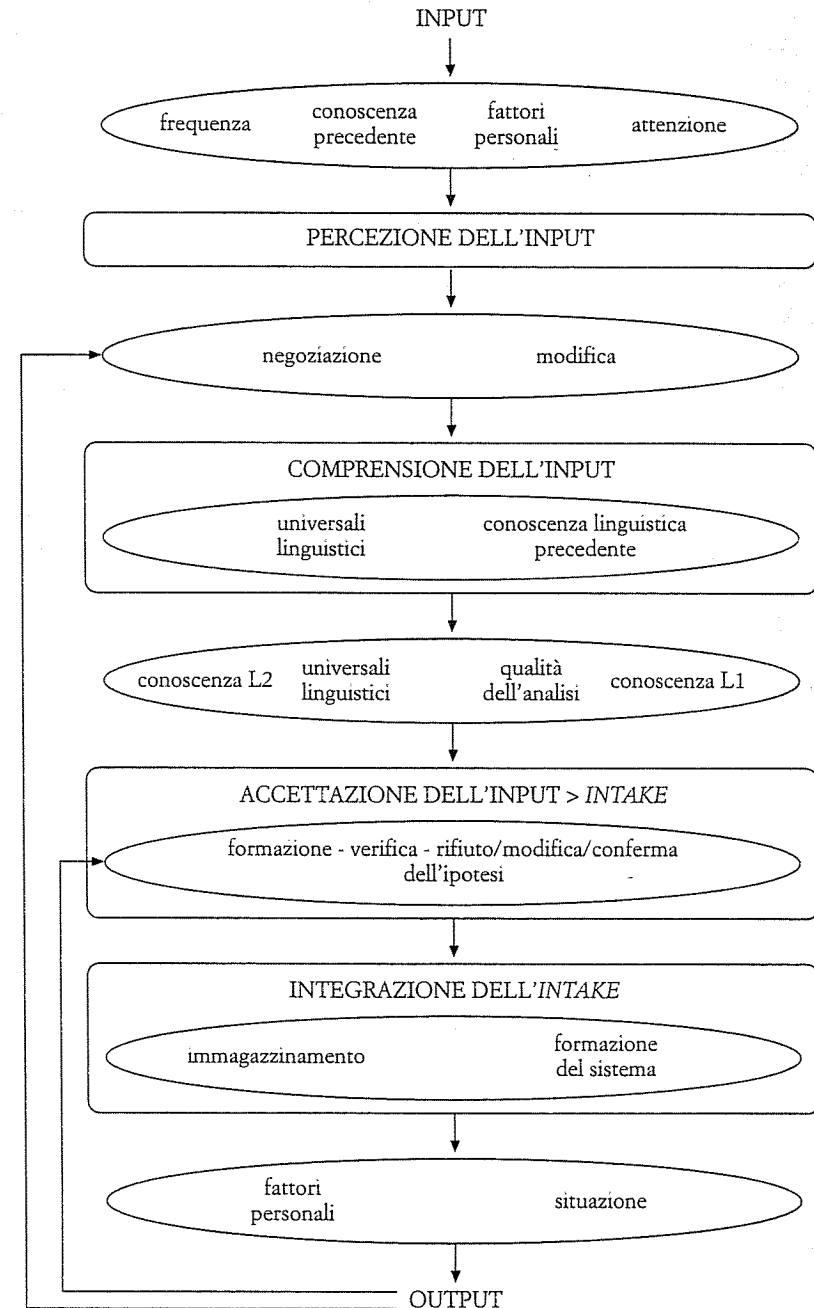 INPUT
frequenza conoscenza precedente fattori personali attenzione
PERCEZIONE DELL'INPUT
negoziazione modifica
COMPRENSIONE DELL'INPUT
universali linguistici conoscenza linguistica precedente
conoscenza L2 universali linguistici qualità dell'analisi conoscenza L1
ACCETTAZIONE DELL'INPUT > INTAKE
formazione - verifica - rifiuto/modifica/conferma
dell'ipotesi
INTEGRAZIONE DELL'INTAKE
immagazzinamento formazione del sistema
fattori personali situazione
OUTPUT